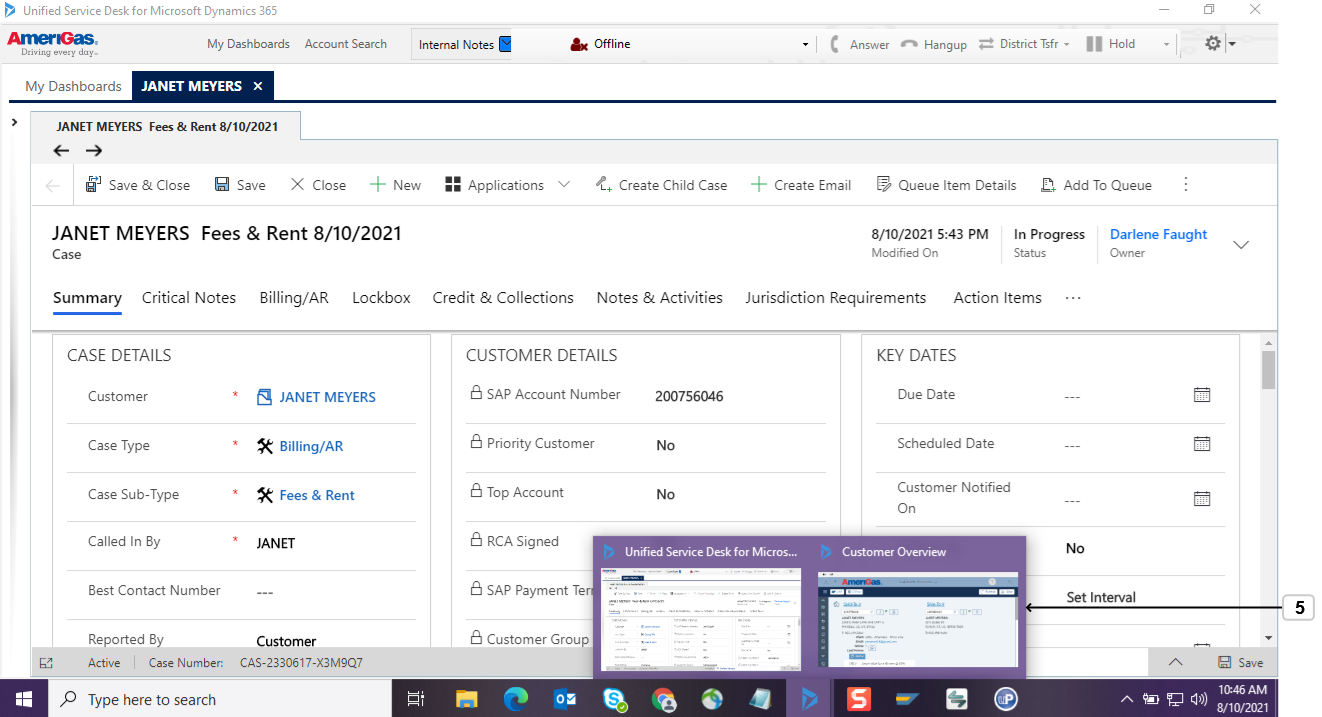 Unified Service Desk for Microsoft Dynamics 365
AmeriGas.
Driving every day...
My Dashboards Account Search Internal Notes Offline Answer Hangup District Tsfr Hold
My Dashboards JANET MEYERS ×
JANET MEYERS Fees & Rent 8/10/2021
Save & Close Save Close New Applications Create Child Case Create Email Queue Item Details Add To Queue
JANET MEYERS Fees & Rent 8/10/2021
Case
8/10/2021 5:43 PM In Progress Darlene Faught
Modified On Status Owner
Summary Critical Notes Billing/AR Lockbox Credit & Collections Notes & Activities Jurisdiction Requirements Action Items ...
CASE DETAILS
Customer * JANET MEYERS
Case Type * Billing/AR
Case Sub-Type * Fees & Rent
Called In By * JANET
Best Contact Number ---
Reported By Customer
CUSTOMER DETAILS
SAP Account Number 200756046
Priority Customer No
Top Account No
RCA Signed
SAP Payment Ter
Customer Group
KEY DATES
Due Date ---
Scheduled Date ---
Customer Notified
On ---
No
Set Interval
Unified Service Desk for Micros... Customer Overview
AmeriGas.
5
Active Case Number: CAS-2330617-X3M9Q7 Save
Type here to search
10:46 AM
8/10/2021